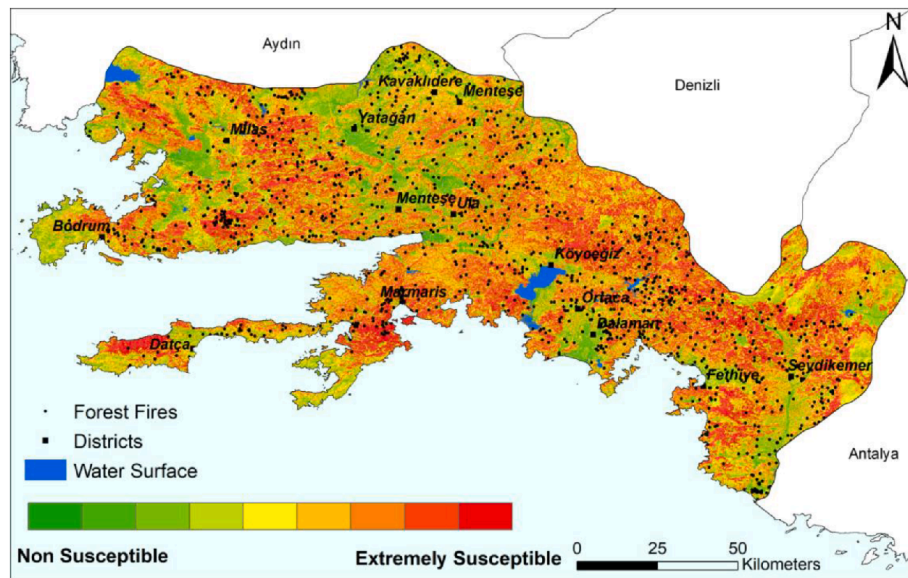 Aydın
N
Denizli
Kavaklıdere
Menteşe
Yatağan
Milas
Menteşe
Ula
Bodrum
Köyceğiz
Marmaris
Ortaca
Dalaman
Datça
Fethiye
Seydikemer
Antalya
Forest Fires
Districts
Water Surface
Non Susceptible
Extremely Susceptible
0 25 50
Kilometers